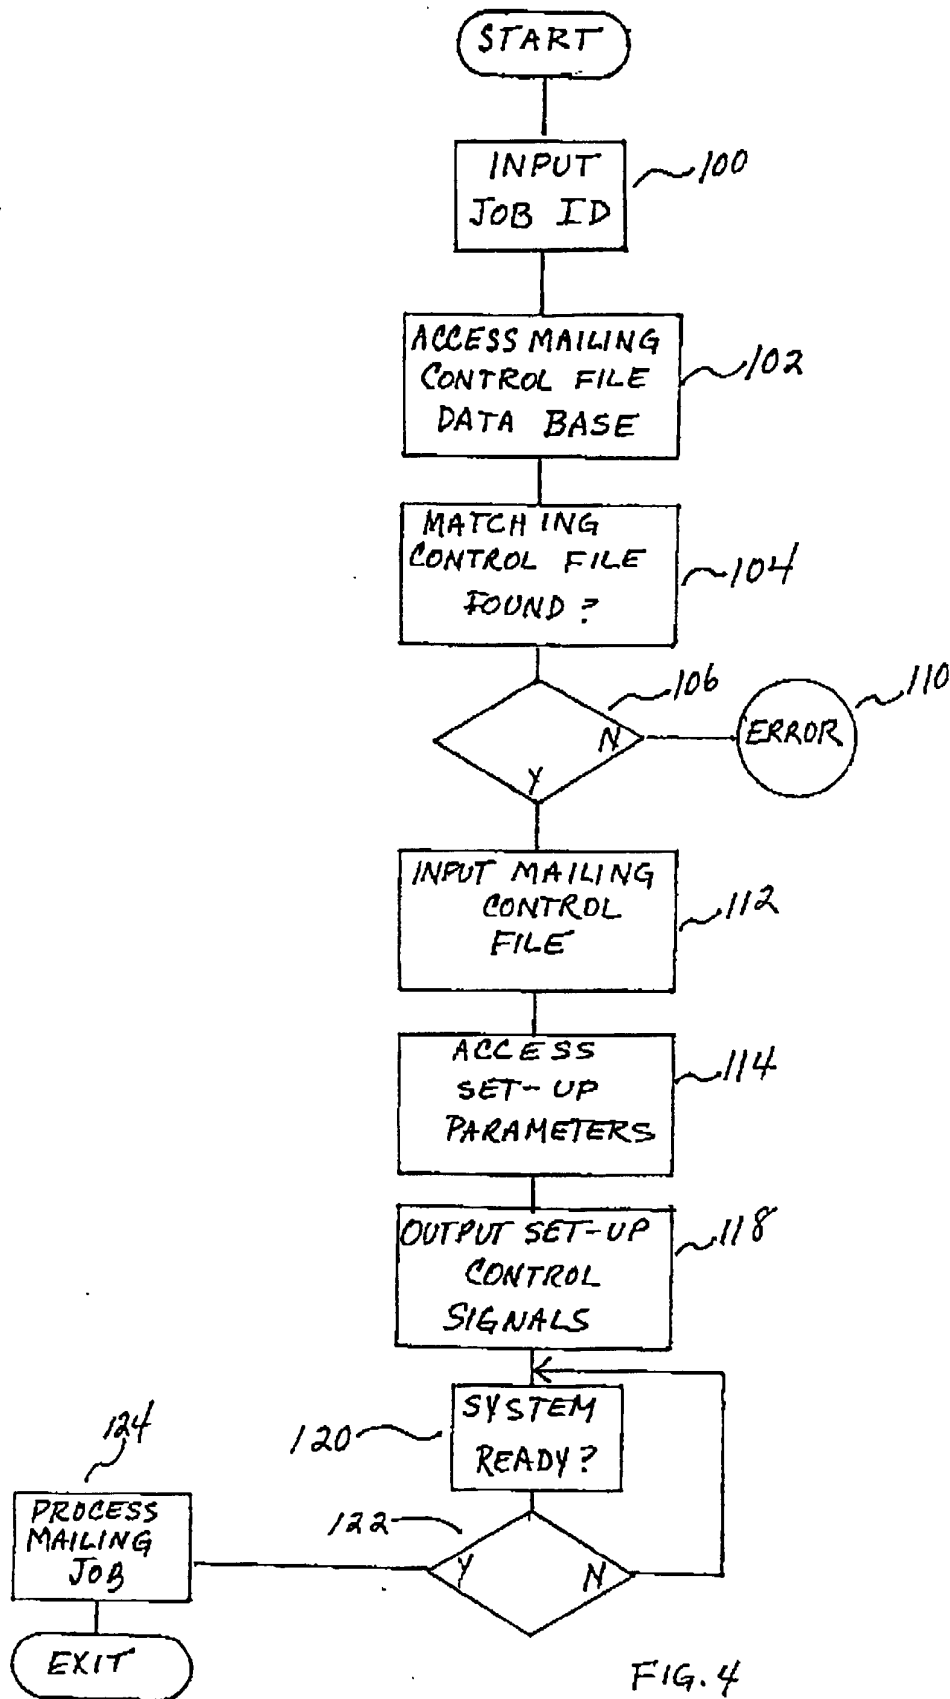 START
INPUT
JOB ID
100
ACCESS MAILING
CONTROL FILE
DATA BASE
102
MATCHING
CONTROL FILE
FOUND?
104
106
N
Y
ERROR
110
INPUT MAILING
CONTROL
FILE
112
ACCESS
SET-UP
PARAMETERS
114
OUTPUT SET-UP
CONTROL
SIGNALS
118
SYSTEM
READY?
120
122
Y
N
124
PROCESS
MAILING
JOB
EXIT
FIG. 4